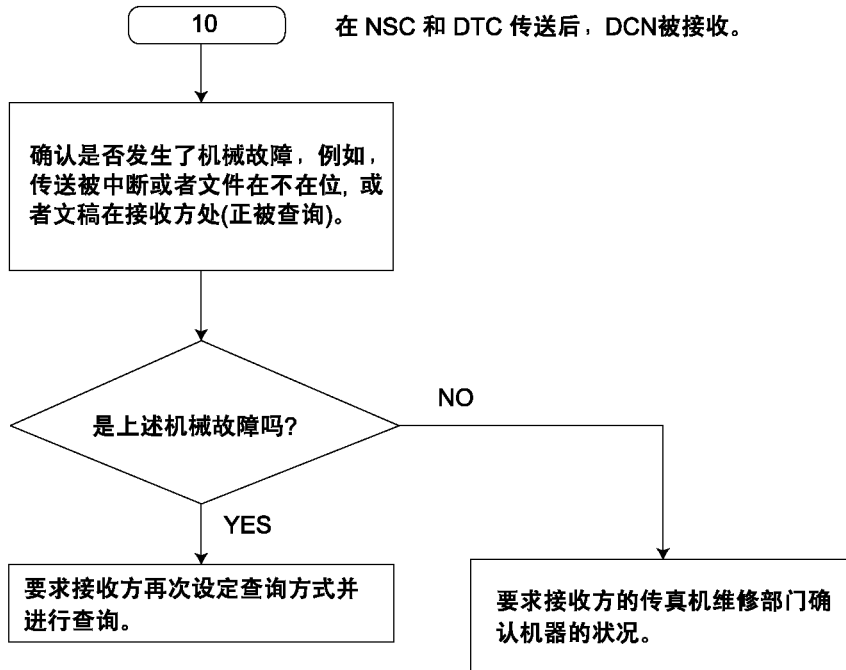 10
在 NSC 和 DTC 传送后，DCN被接收。
确认是否发生了机械故障，例如，
传送被中断或者文件在不在位, 或
者文稿在接收方处(正被查询)。
是上述机械故障吗?
NO
YES
要求接收方再次设定查询方式并
进行查询。
要求接收方的传真机维修部门确
认机器的状况。